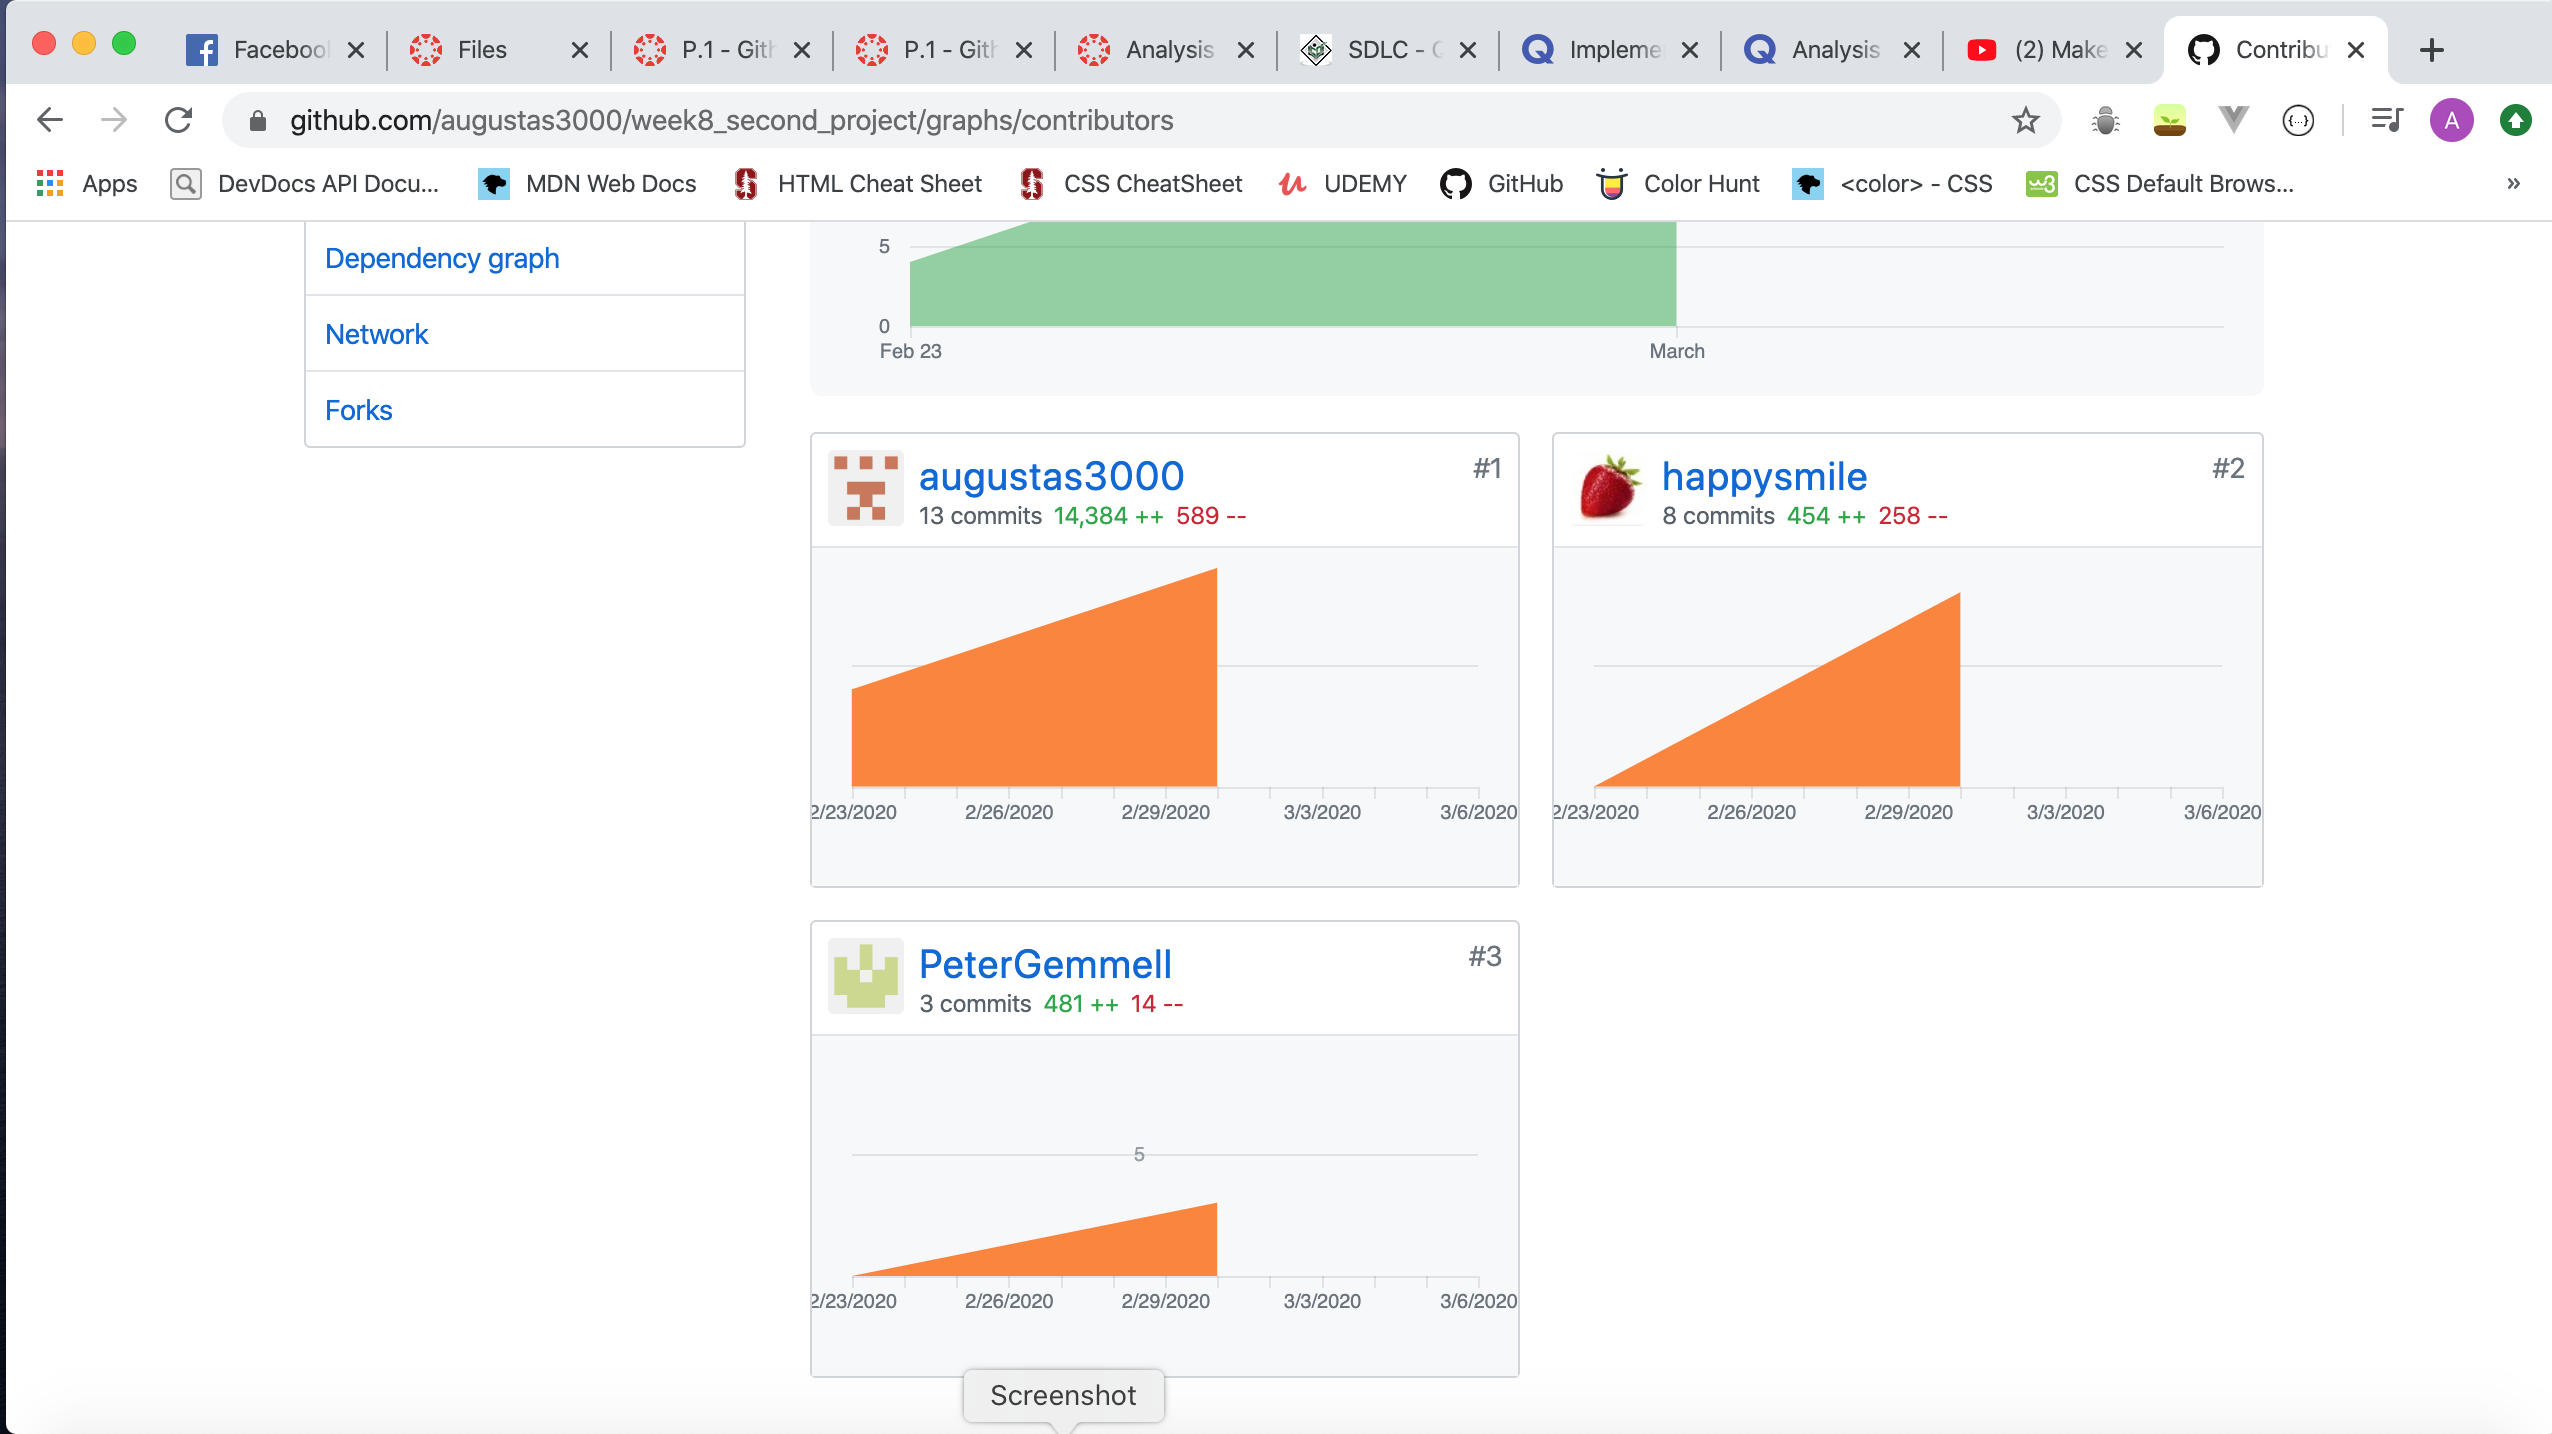 Facebook Files P.1 - Gith P.1 - Gith Analysis SDLC - Impleme Analysis (2) Make Contribu
github.com/augustas3000/week8_second_project/graphs/contributors A
Apps DevDocs API Docu... MDN Web Docs HTML Cheat Sheet CSS CheatSheet UDEMY GitHub Color Hunt <color> - CSS w3 CSS Default Brows... »
Dependency graph
Network
Forks
5
0
Feb 23 March
augustas3000 #1
13 commits 14,384 ++ 589 --
2/23/2020 2/26/2020 2/29/2020 3/3/2020 3/6/2020
happysmile #2
8 commits 454 ++ 258 --
2/23/2020 2/26/2020 2/29/2020 3/3/2020 3/6/2020
PeterGemmell #3
3 commits 481 ++ 14 --
5
2/23/2020 2/26/2020 2/29/2020 3/3/2020 3/6/2020
Screenshot